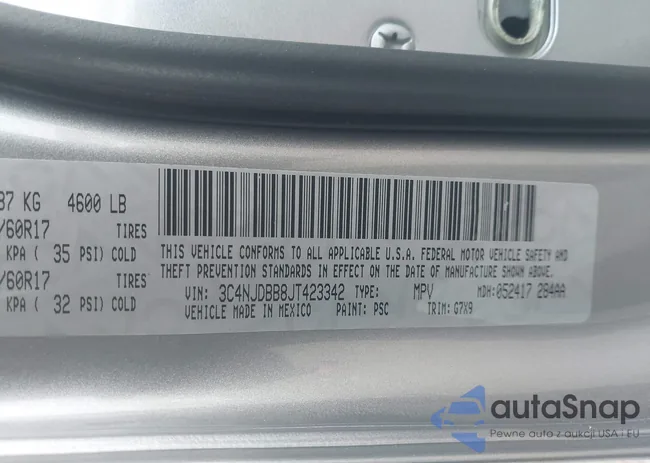 87 KG 4600 LB
/60R17 TIRES
KPA ( 35 PSI) COLD
/60R17 TIRES
KPA ( 32 PSI) COLD
THIS VEHICLE CONFORMS TO ALL APPLICABLE U.S.A. FEDERAL MOTOR VEHICLE SAFETY AND
THEFT PREVENTION STANDARDS IN EFFECT ON THE DATE OF MANUFACTURE SHOWN ABOVE.
VIN: 3C4NJDBB8JT423342 TYPE: MPV MDH: 052417 284AA
VEHICLE MADE IN MEXICO PAINT: PSC TRIM: G7X9
autaSnap
Pewne auta z aukcji USA i EU